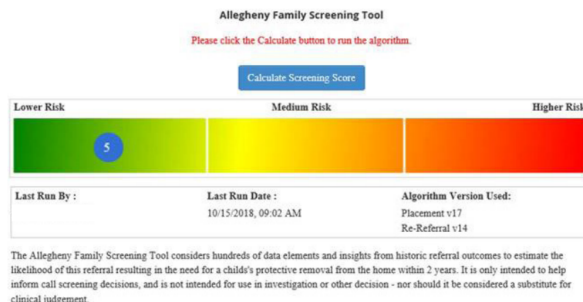 Allegheny Family Screening Tool
Please click the Calculate button to run the algorithm.
Calculate Screening Score
Lower Risk Medium Risk Higher Risk
5
Last Run By : Last Run Date : Algorithm Version Used:
10/15/2018, 09:02 AM Placement v17
Re-Referral v14
The Allegheny Family Screening Tool considers hundreds of data elements and insights from historic referral outcomes to estimate the
likelihood of this referral resulting in the need for a childs's protective removal from the home within 2 years. It is only intended to help
inform call screening decisions, and is not intended for use in investigation or other decision - nor should it be considered a substitute for
clinical judgement.